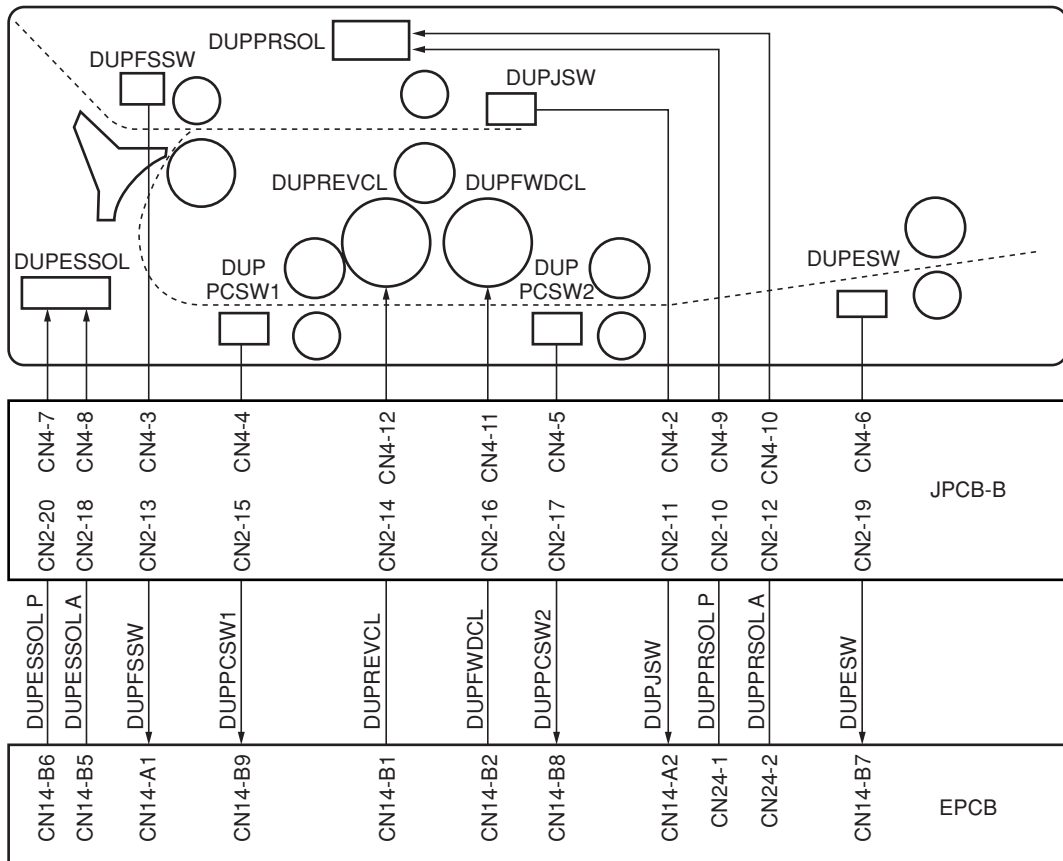 DUPPRSOL
DUPFSSW
DUPJSW
DUPREVCL
DUPFWDCL
DUPESSOL
DUP
PCSW1
DUP
PCSW2
DUPESW
CN4-7
CN4-8
CN4-3
CN4-4
CN4-12
CN4-11
CN4-5
CN4-2
CN4-9
CN4-10
CN4-6
JPCB-B
CN2-20
CN2-18
CN2-13
CN2-15
CN2-14
CN2-16
CN2-17
CN2-11
CN2-10
CN2-12
CN2-19
DUPESSOL P
DUPESSOL A
DUPFSSW
DUPPCSW1
DUPREVCL
DUPFWDCL
DUPPCSW2
DUPJSW
DUPPRSOL P
DUPPRSOL A
DUPESW
CN14-B6
CN14-B5
CN14-A1
CN14-B9
CN14-B1
CN14-B2
CN14-B8
CN14-A2
CN24-1
CN24-2
CN14-B7
EPCB